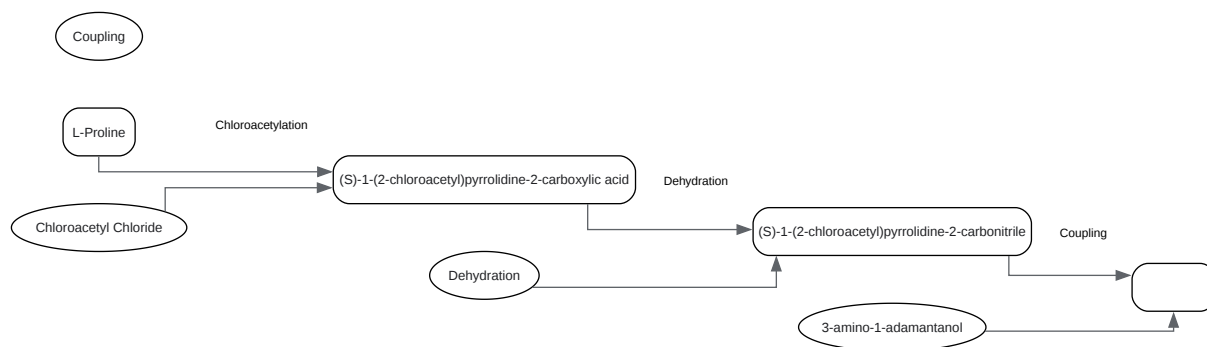 Coupling
L-Proline
Chloroacetylation
(S)-1-(2-chloroacetyl)pyrrolidine-2-carboxylic acid
Dehydration
Chloroacetyl Chloride
(S)-1-(2-chloroacetyl)pyrrolidine-2-carbonitrile
Coupling
Dehydration
3-amino-1-adamantanol